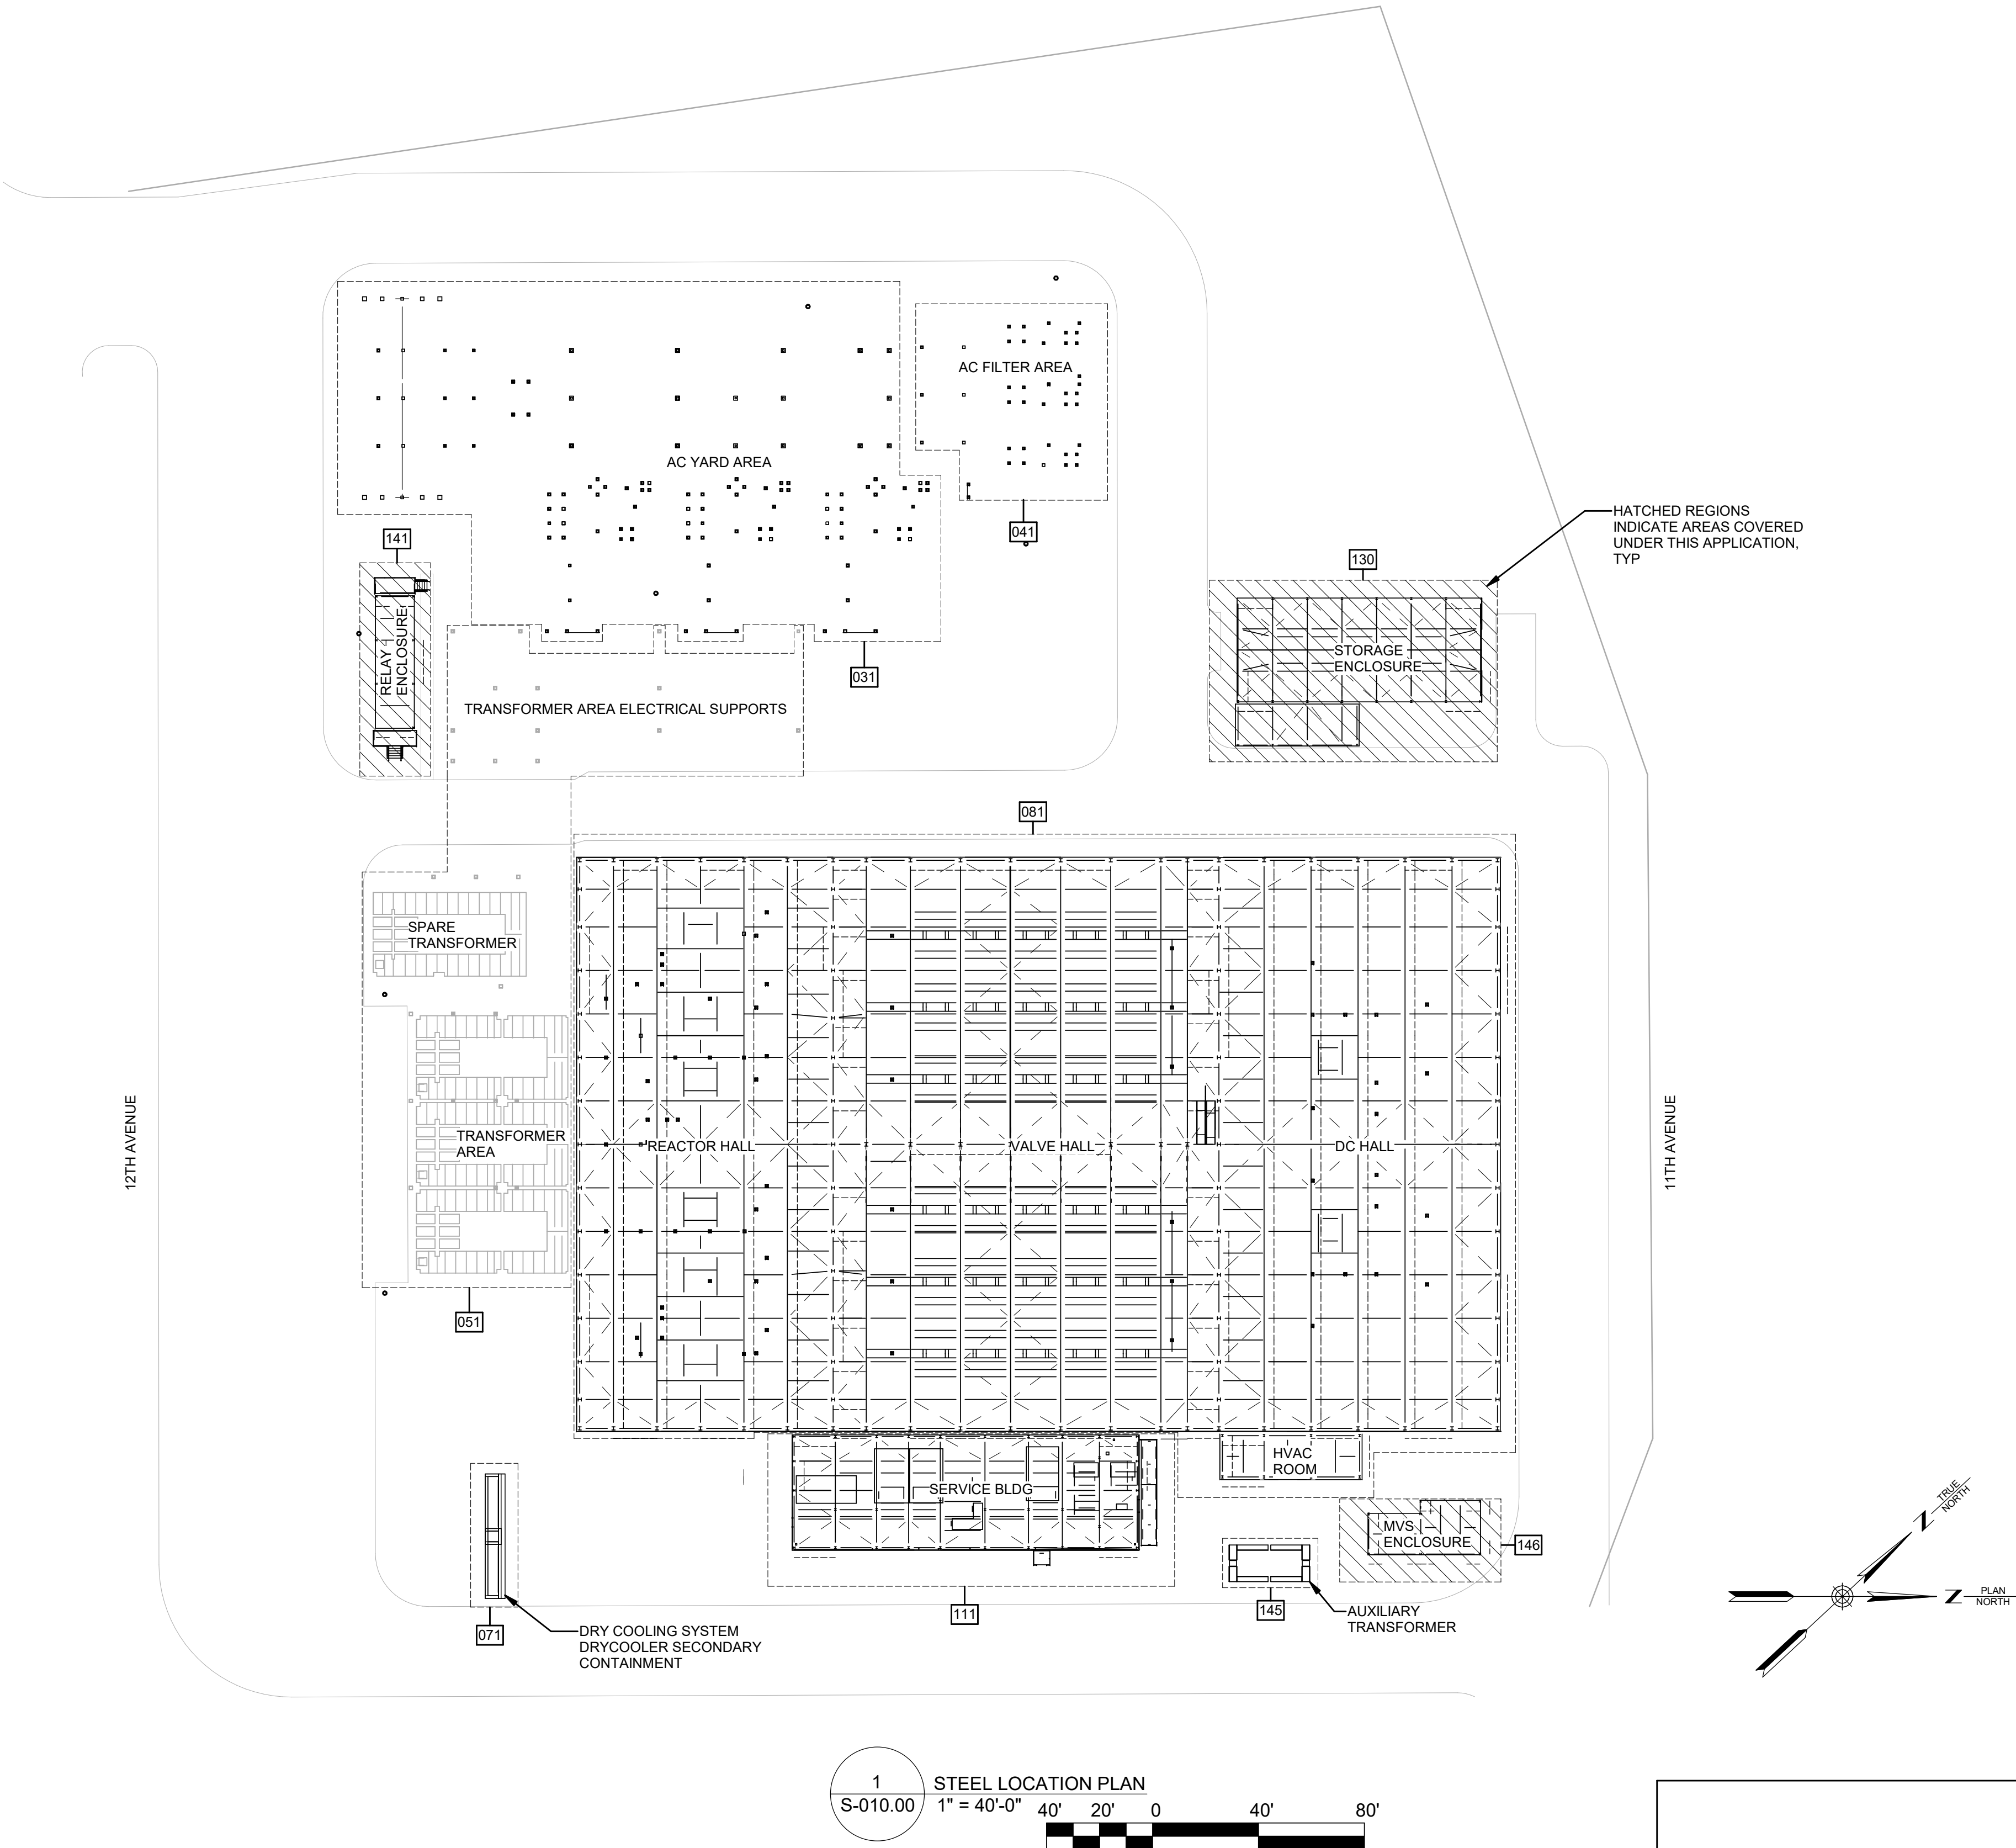 AC FILTER AREA
AC YARD AREA
HATCHED REGIONS
INDICATE AREAS COVERED
UNDER THIS APPLICATION,
TYP
041
141
130
RELAY
ENCLOSURE
STORAGE
ENCLOSURE
031
TRANSFORMER AREA ELECTRICAL SUPPORTS
081
SPARE
TRANSFORMER
12TH AVENUE
TRANSFORMER
AREA
REACTOR HALL
VALVE HALL
DC HALL
11TH AVENUE
051
HVAC
ROOM
SERVICE BLDG
MVS
ENCLOSURE
146
TRUE
NORTH
PLAN
NORTH
071
111
145
AUXILIARY
TRANSFORMER
DRY COOLING SYSTEM
DRYCOOLER SECONDARY
CONTAINMENT
1
S-010.00
STEEL LOCATION PLAN
1" = 40'-0"
40' 20' 0 40' 80'